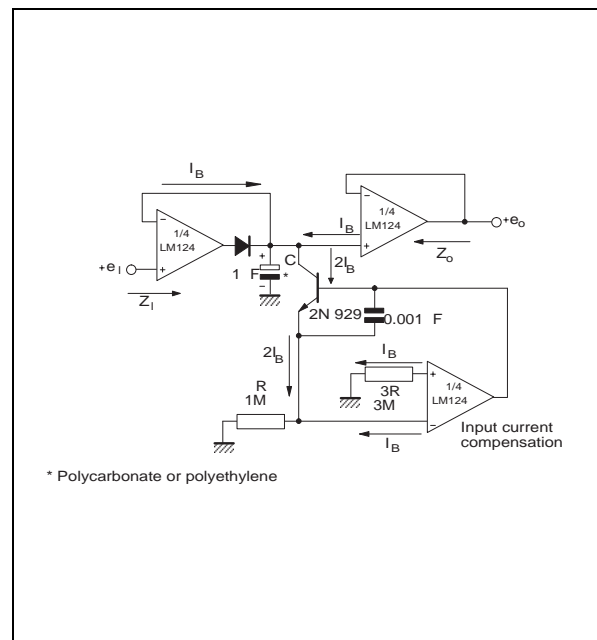 I_B
1/4
LM124
+e_I
Z_I
1 F
+
*
−
C
I_B
2I_B
1/4
LM124
+e_o
Z_o
2N 929
0.001 F
2I_B
R
1M
I_B
3R
3M
1/4
LM124
I_B
Input current
compensation
* Polycarbonate or polyethylene